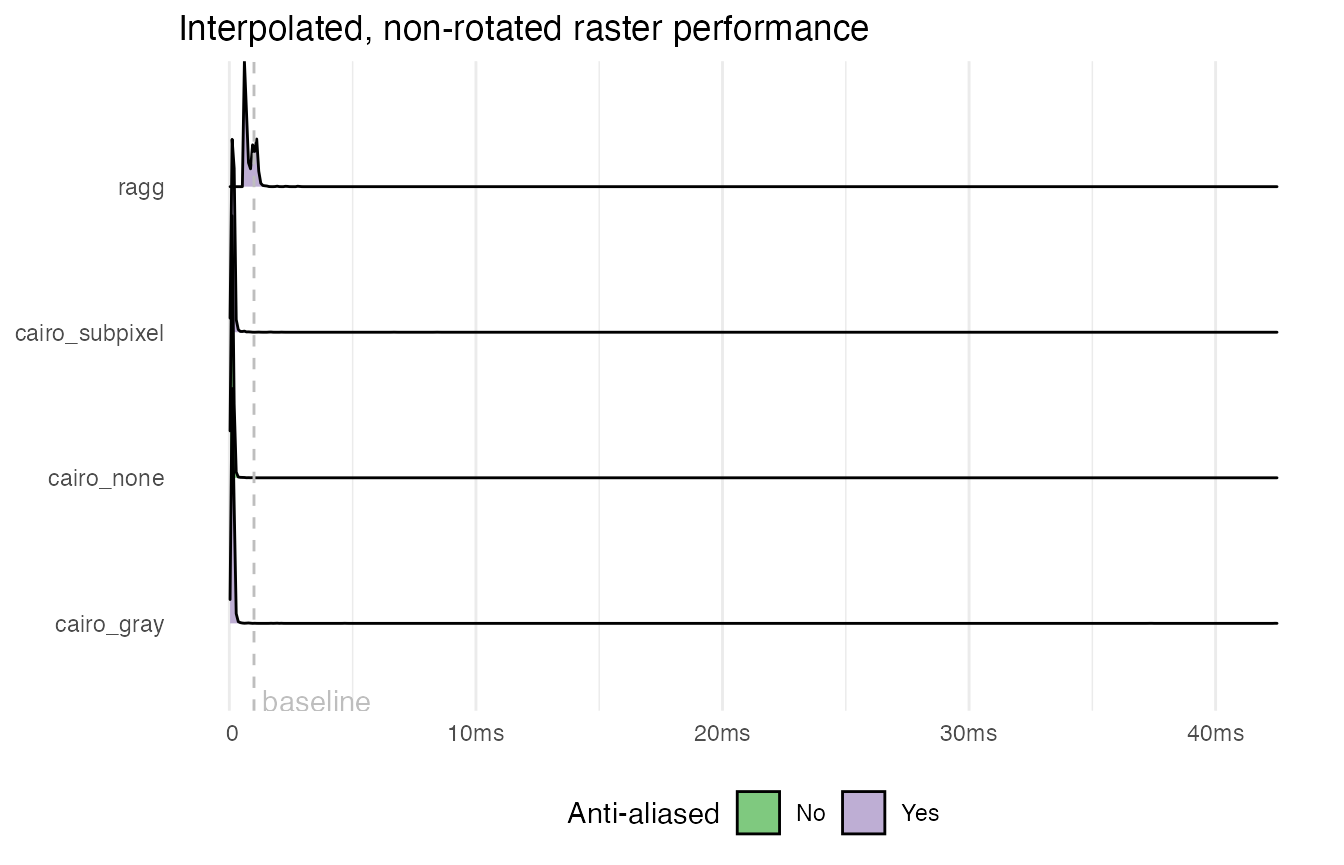 Interpolated, non-rotated raster performance
ragg
cairo_subpixel
cairo_none
cairo_gray
baseline
0 10ms 20ms 30ms 40ms
Anti-aliased No Yes